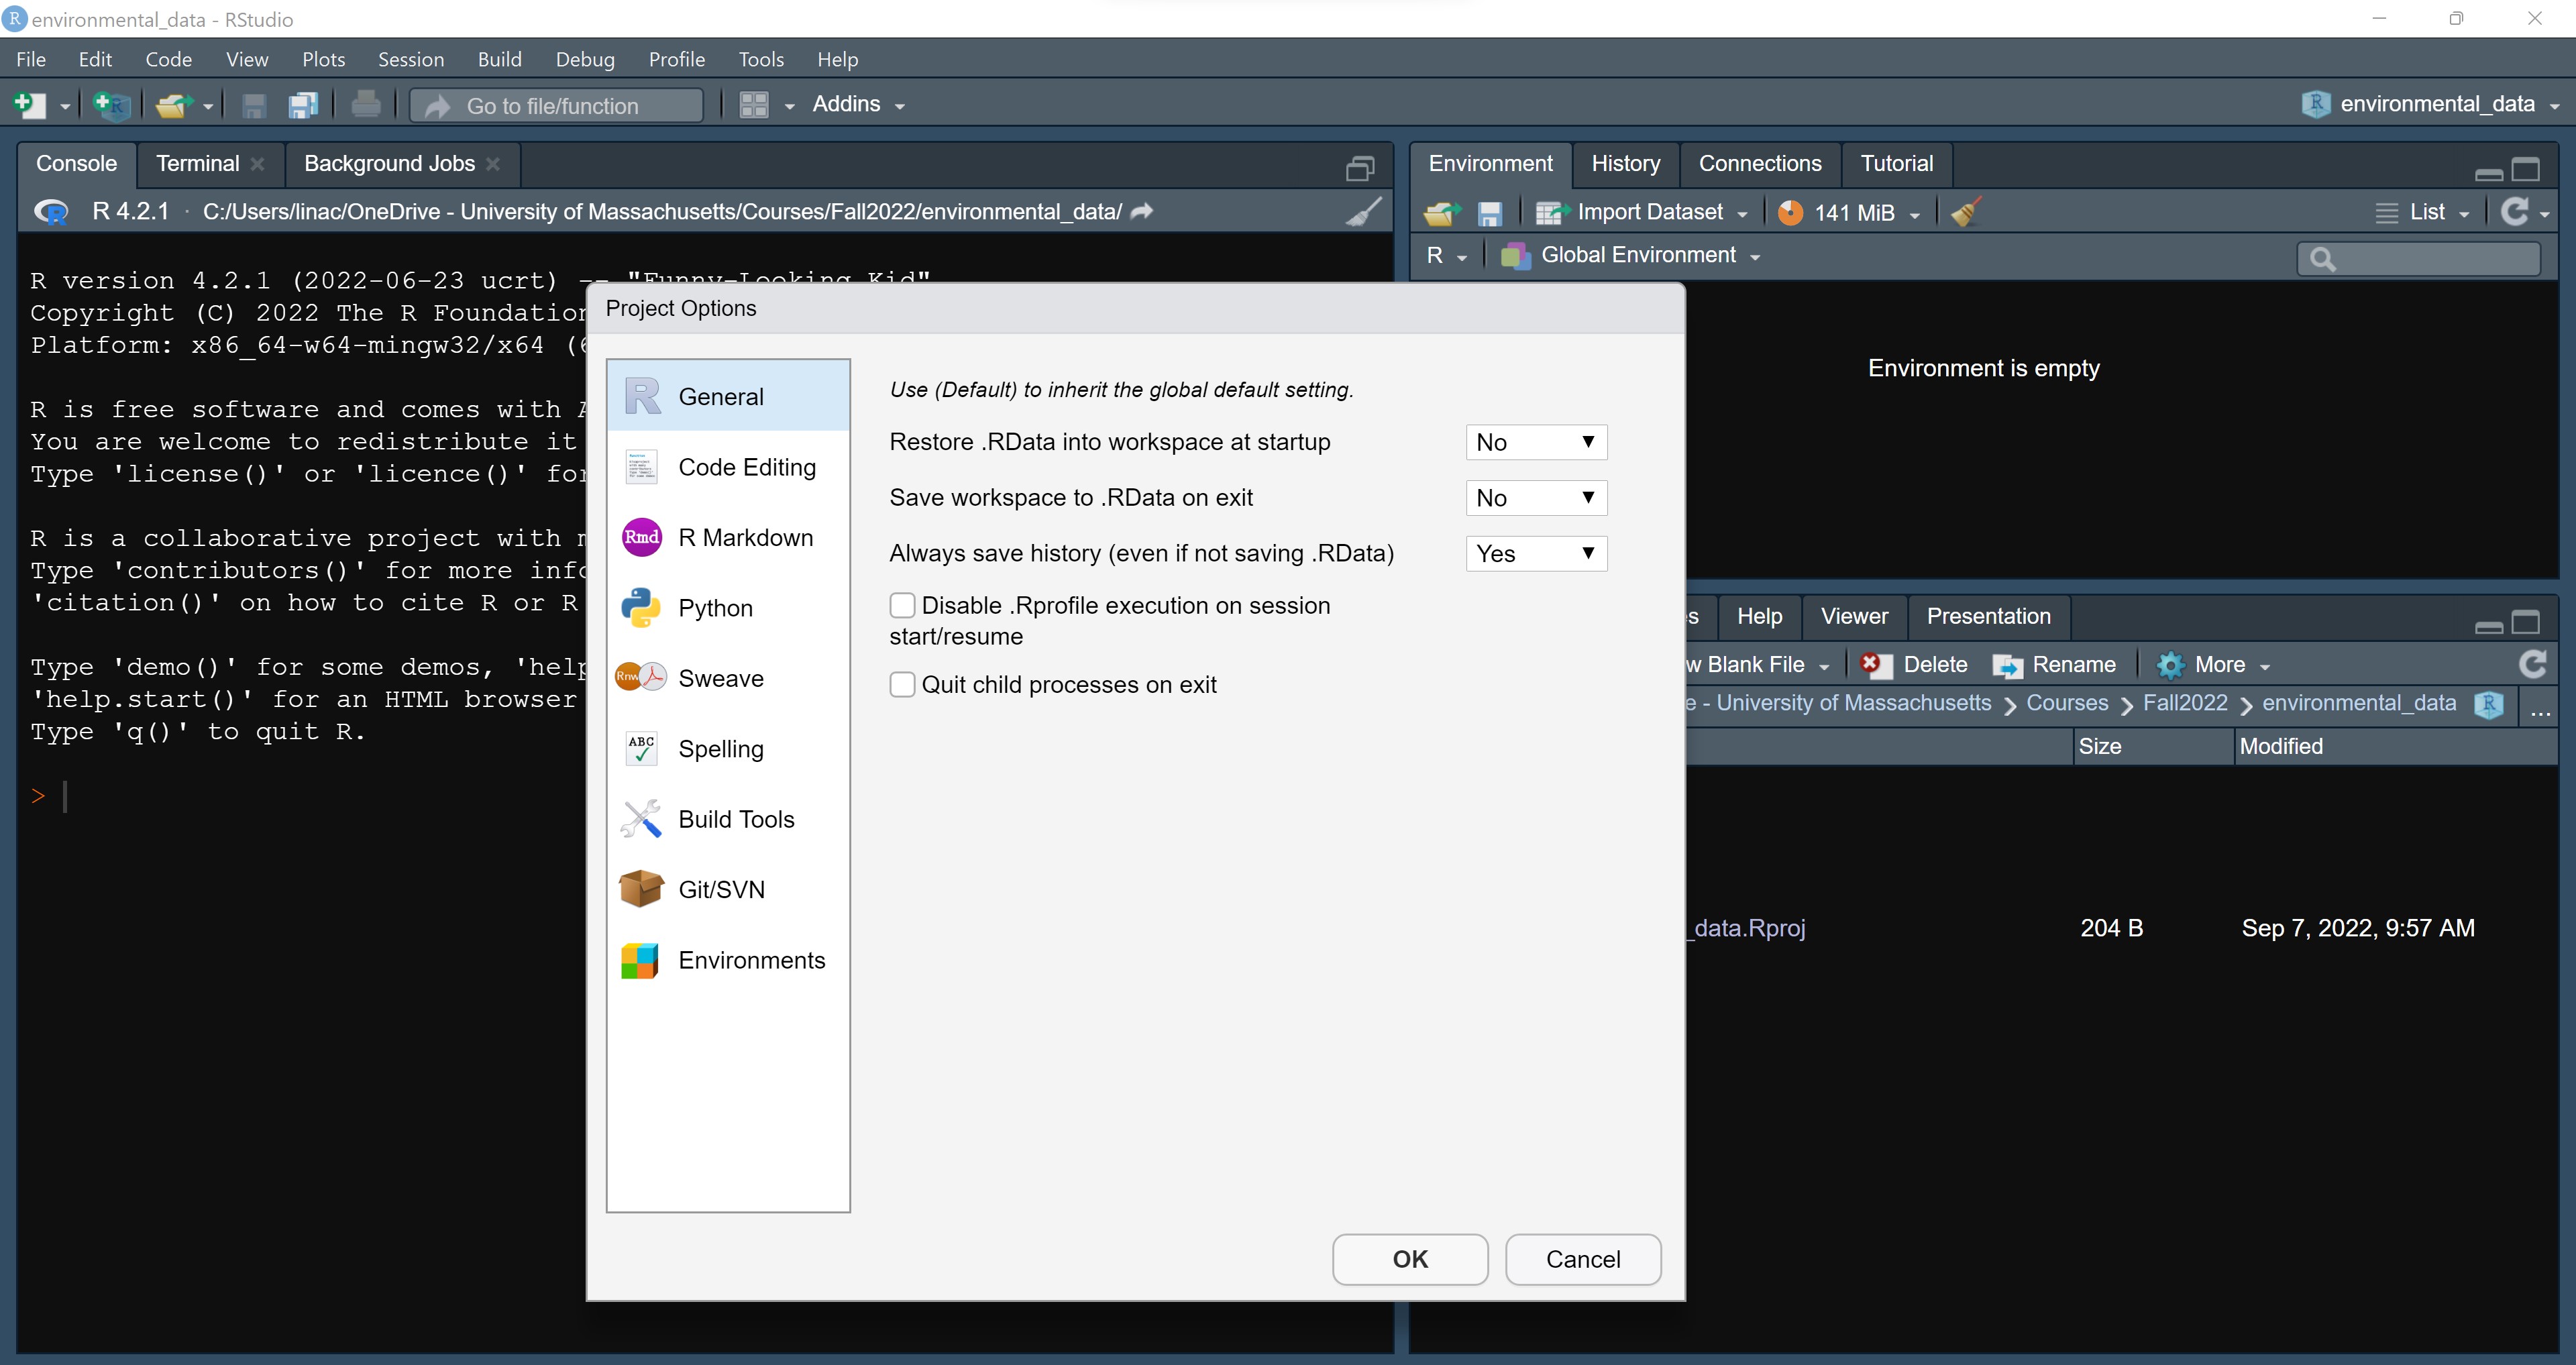 R environmental_data - RStudio
File Edit Code View Plots Session Build Debug Profile Tools Help
Go to file/function Addins environmental_data
Console Terminal Background Jobs
R 4.2.1 · C:/Users/linac/OneDrive - University of Massachusetts/Courses/Fall2022/environmental_data/
R version 4.2.1 (2022-06-23 ucrt) -- "Funny-Looking Kid"
Copyright (C) 2022 The R Foundation
Platform: x86_64-w64-mingw32/x64 (6
R is free software and comes with A
You are welcome to redistribute it
Type 'license()' or 'licence()' for
R is a collaborative project with m
Type 'contributors()' for more info
'citation()' on how to cite R or R
Type 'demo()' for some demos, 'help
'help.start()' for an HTML browser
Type 'q()' to quit R.
>
Environment History Connections Tutorial
Import Dataset 141 MiB List
R Global Environment
Environment is empty
Project Options
General
Code Editing
Rmd R Markdown
Python
Rnw Sweave
ABC Spelling
Build Tools
Git/SVN
Environments
Use (Default) to inherit the global default setting.
Restore .RData into workspace at startup No
Save workspace to .RData on exit No
Always save history (even if not saving .RData) Yes
Disable .Rprofile execution on session
start/resume
Quit child processes on exit
OK Cancel
s Help Viewer Presentation
w Blank File Delete Rename More
e - University of Massachusetts Courses Fall2022 environmental_data ...
Size Modified
_data.Rproj 204 B Sep 7, 2022, 9:57 AM